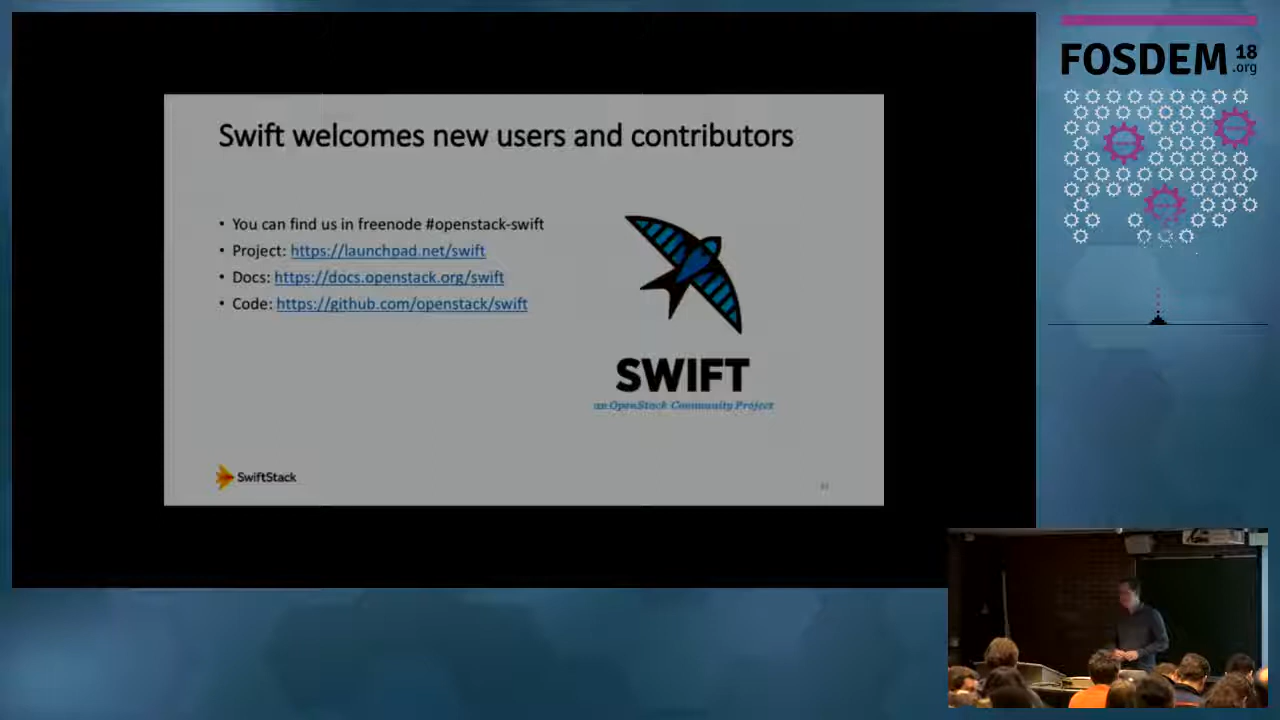 FOSDEM 18
.org
Swift welcomes new users and contributors
• You can find us in freenode #openstack-swift
• Project: https://launchpad.net/swift
• Docs: https://docs.openstack.org/swift
• Code: https://github.com/openstack/swift
SWIFT
an OpenStack Community Project
SwiftStack